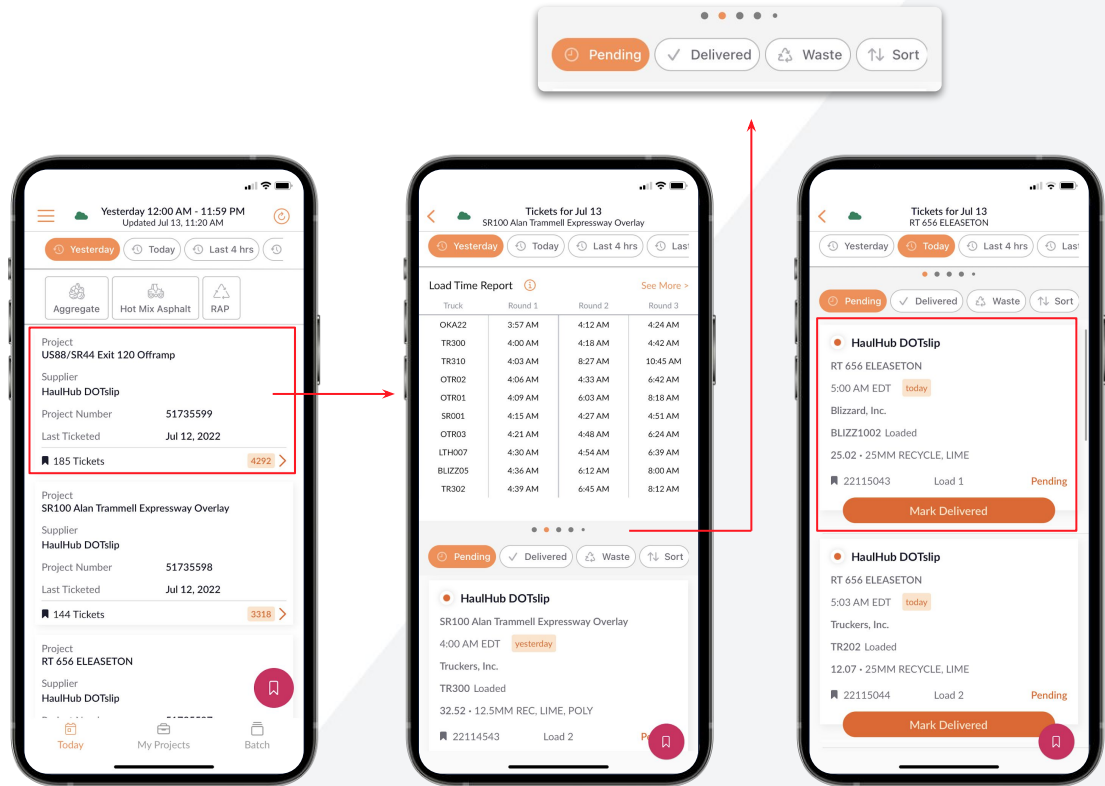 Pending
Delivered
Waste
Sort
Yesterday 12:00 AM - 11:59 PM
Updated Jul 13, 11:20 AM
Yesterday
Today
Last 4 hrs
Aggregate
Hot Mix Asphalt
RAP
Project
US88/SR44 Exit 120 Offramp
Supplier
HaulHub DOTslip
Project Number 51735599
Last Ticketed Jul 12, 2022
185 Tickets 4292
Project
SR100 Alan Trammell Expressway Overlay
Supplier
HaulHub DOTslip
Project Number 51735598
Last Ticketed Jul 12, 2022
144 Tickets 3318
Project
RT 656 ELEASETON
Supplier
HaulHub DOTslip
Today
My Projects
Batch
Tickets for Jul 13
SR100 Alan Trammell Expressway Overlay
Yesterday
Today
Last 4 hrs
Las
Load Time Report
See More >
Truck Round 1 Round 2 Round 3
OKA22 3:57 AM 4:12 AM 4:24 AM
TR300 4:00 AM 4:18 AM 4:42 AM
TR310 4:03 AM 8:27 AM 10:45 AM
OTR02 4:06 AM 4:33 AM 6:42 AM
OTR01 4:09 AM 6:03 AM 8:18 AM
SR001 4:15 AM 4:27 AM 4:51 AM
OTR03 4:21 AM 4:48 AM 6:24 AM
LTH007 4:30 AM 4:54 AM 6:39 AM
BLIZZ05 4:36 AM 6:12 AM 8:00 AM
TR302 4:39 AM 6:45 AM 8:12 AM
Pending
Delivered
Waste
Sort
HaulHub DOTslip
SR100 Alan Trammell Expressway Overlay
4:00 AM EDT yesterday
Truckers, Inc.
TR300 Loaded
32.52 • 12.5MM REC, LIME, POLY
22114543 Load 2
Tickets for Jul 13
RT 656 ELEASETON
Yesterday
Today
Last 4 hrs
Las
Pending
Delivered
Waste
Sort
HaulHub DOTslip
RT 656 ELEASETON
5:00 AM EDT today
Blizzard, Inc.
BLIZZ1002 Loaded
25.02 • 25MM RECYCLE, LIME
22115043 Load 1 Pending
Mark Delivered
HaulHub DOTslip
RT 656 ELEASETON
5:03 AM EDT today
Truckers, Inc.
TR202 Loaded
12.07 • 25MM RECYCLE, LIME
22115044 Load 2 Pending
Mark Delivered